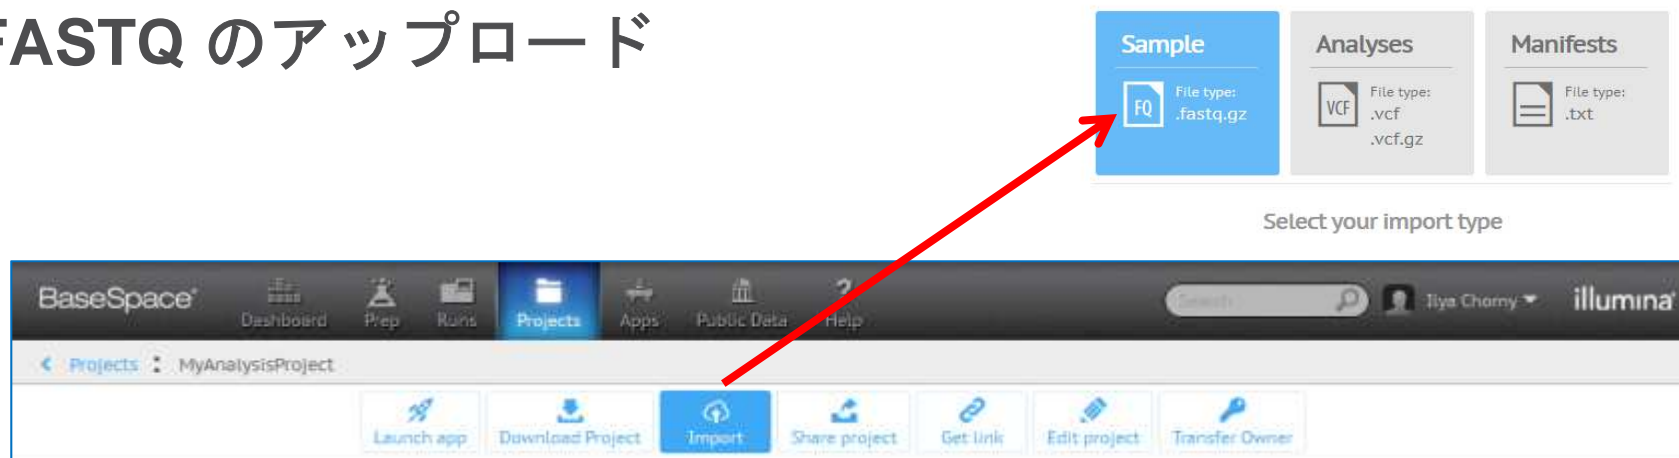 FASTQ のアップロード
Sample
FQ
File type:
.fastq.gz
Analyses
VCF
File type:
.vcf
.vcf.gz
Manifests
File type:
.txt
Select your import type
BaseSpace
Dashboard
Prep
Runs
Projects
Apps
Public Data
Help
Search
Ilya Chorny
illumina
Projects : MyAnalysisProject
Launch app
Download Project
Import
Share project
Get link
Edit project
Transfer Owner